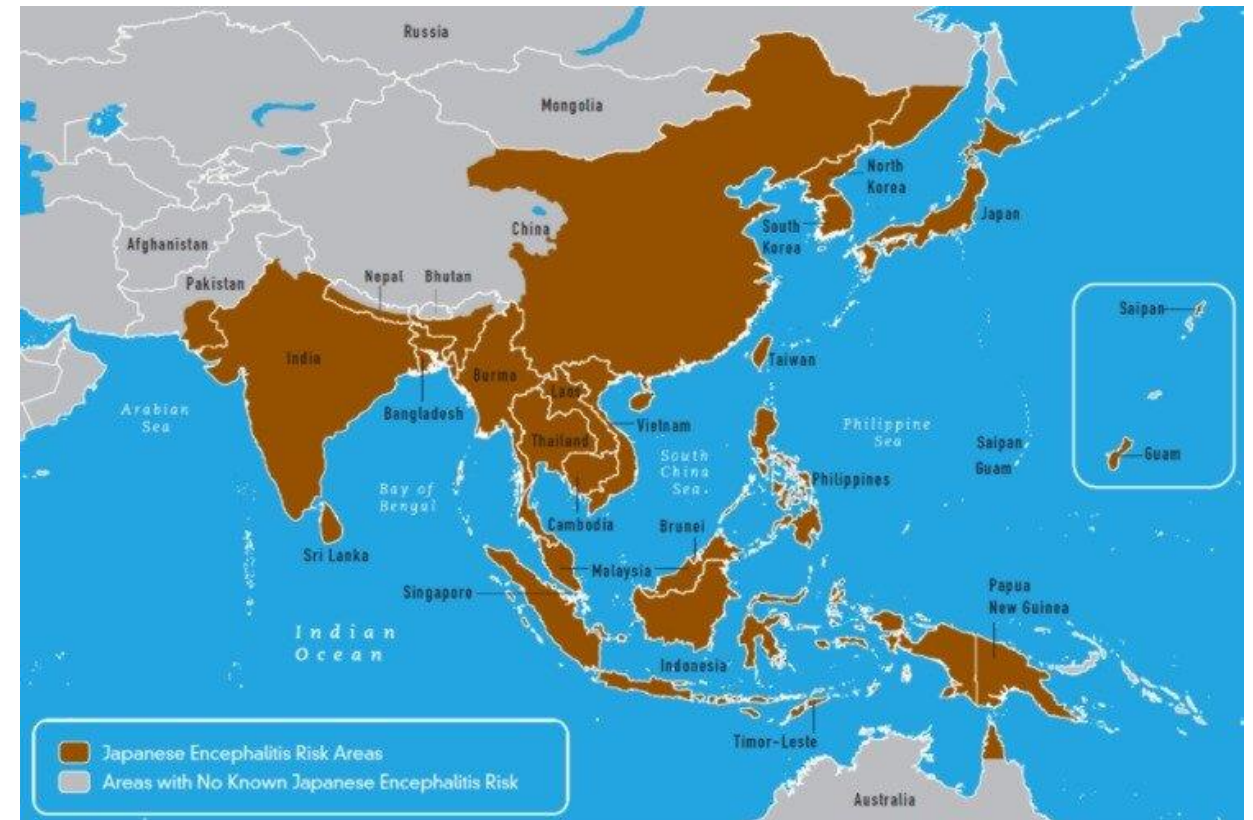 Russia
Mongolia
North
Korea
China
South
Korea
Japan
Afghanistan
Pakistan
Nepal
Bhutan
India
Burma
Bangladesh
Laos
Taiwan
Thailand
Vietnam
Arabian
Sea
Bay of
Bengal
South
China
Sea
Philippine
Sea
Saipan
Guam
Saipan
Guam
Philippines
Cambodia
Brunei
Sri Lanka
Malaysia
Singapore
Papua
New Guinea
Indian
Ocean
Indonesia
Timor-Leste
Australia
Japanese Encephalitis Risk Areas
Areas with No Known Japanese Encephalitis Risk